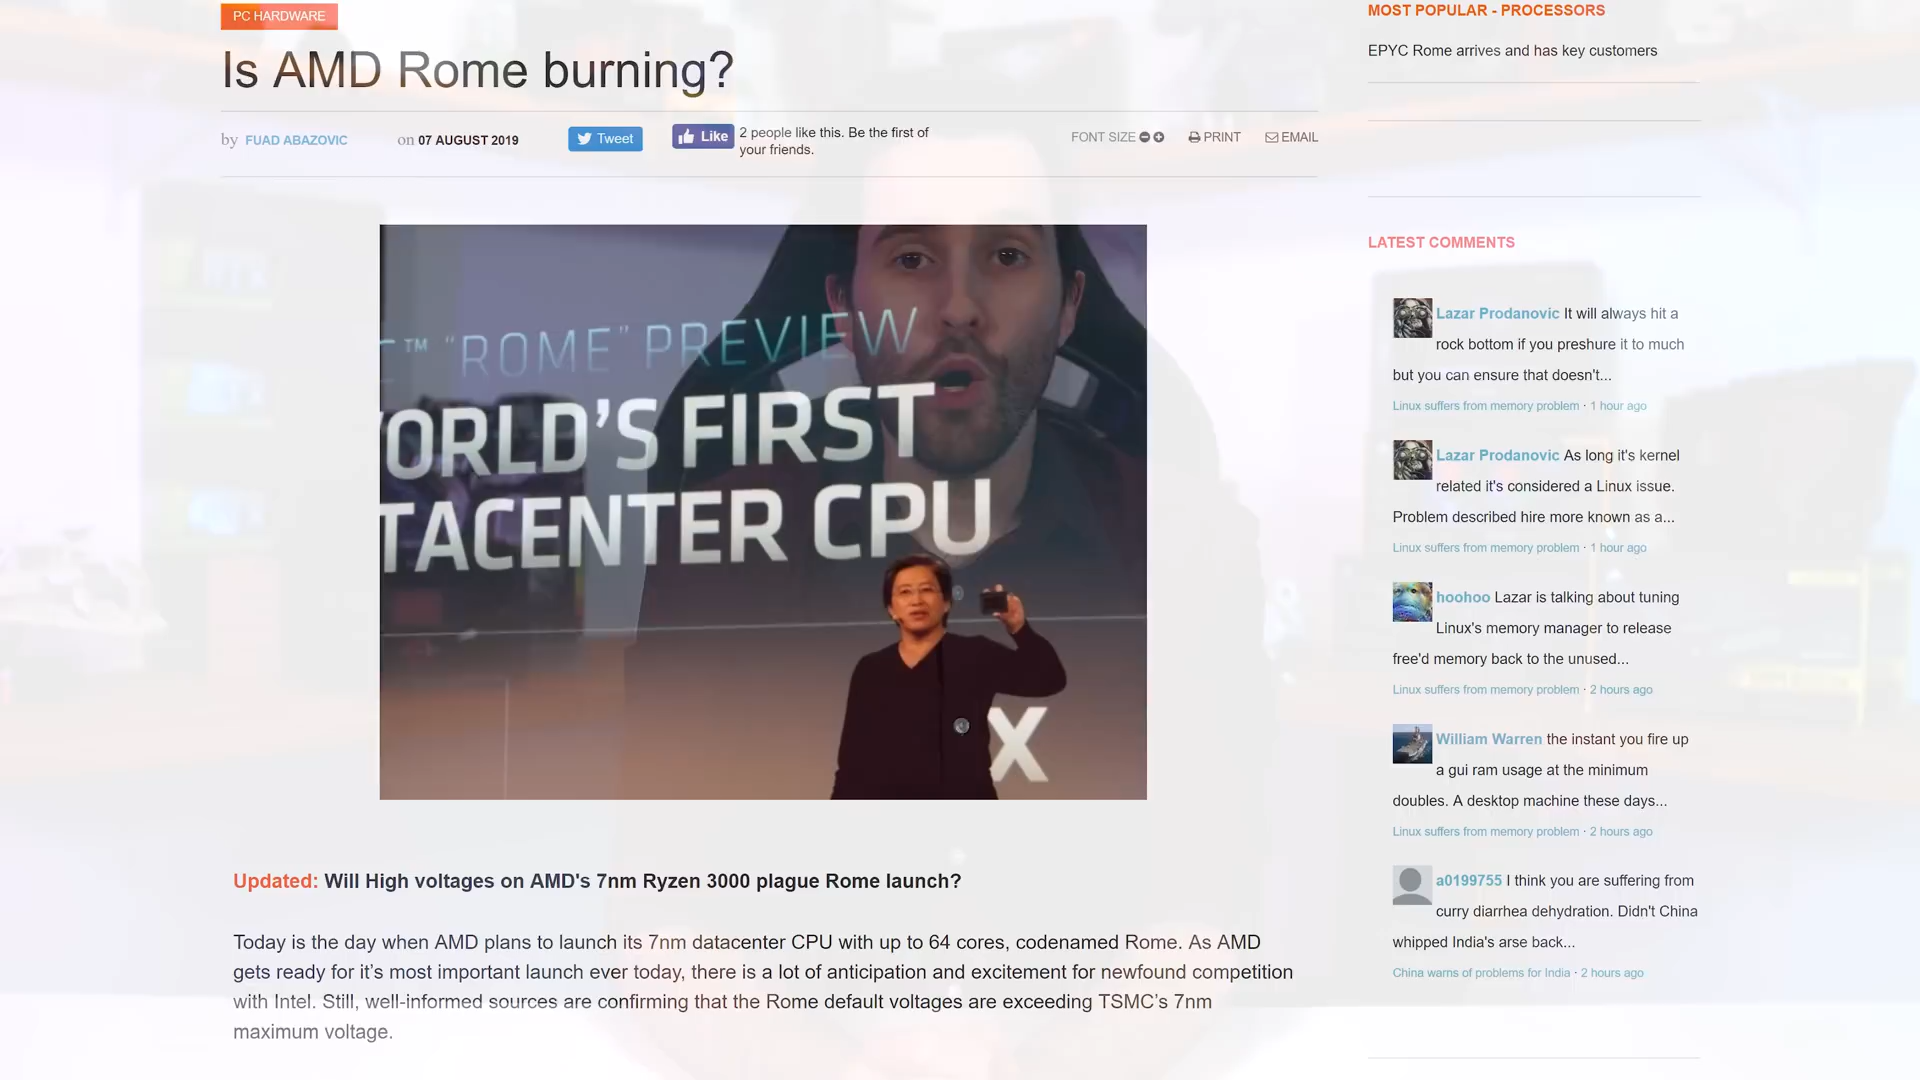 PC HARDWARE
Is AMD Rome burning?
by FUAD ABAZOVIC on 07 AUGUST 2019
Tweet
Like
2 people like this. Be the first of
your friends.
FONT SIZE
PRINT
EMAIL
C™ “ROME” PREVIEW
WORLD’S FIRST
TACENTER CPU
X
Updated: Will High voltages on AMD's 7nm Ryzen 3000 plague Rome launch?
Today is the day when AMD plans to launch its 7nm datacenter CPU with up to 64 cores, codenamed Rome. As AMD
gets ready for it’s most important launch ever today, there is a lot of anticipation and excitement for newfound competition
with Intel. Still, well-informed sources are confirming that the Rome default voltages are exceeding TSMC’s 7nm
maximum voltage.
MOST POPULAR - PROCESSORS
EPYC Rome arrives and has key customers
LATEST COMMENTS
Lazar Prodanovic It will always hit a
rock bottom if you preshure it to much
but you can ensure that doesn't...
Linux suffers from memory problem · 1 hour ago
Lazar Prodanovic As long it's kernel
related it's considered a Linux issue.
Problem described hire more known as a...
Linux suffers from memory problem · 1 hour ago
hoohoo Lazar is talking about tuning
Linux's memory manager to release
free'd memory back to the unused...
Linux suffers from memory problem · 2 hours ago
William Warren the instant you fire up
a gui ram usage at the minimum
doubles. A desktop machine these days...
Linux suffers from memory problem · 2 hours ago
a0199755 I think you are suffering from
curry diarrhea dehydration. Didn't China
whipped India's arse back...
China warns of problems for India · 2 hours ago